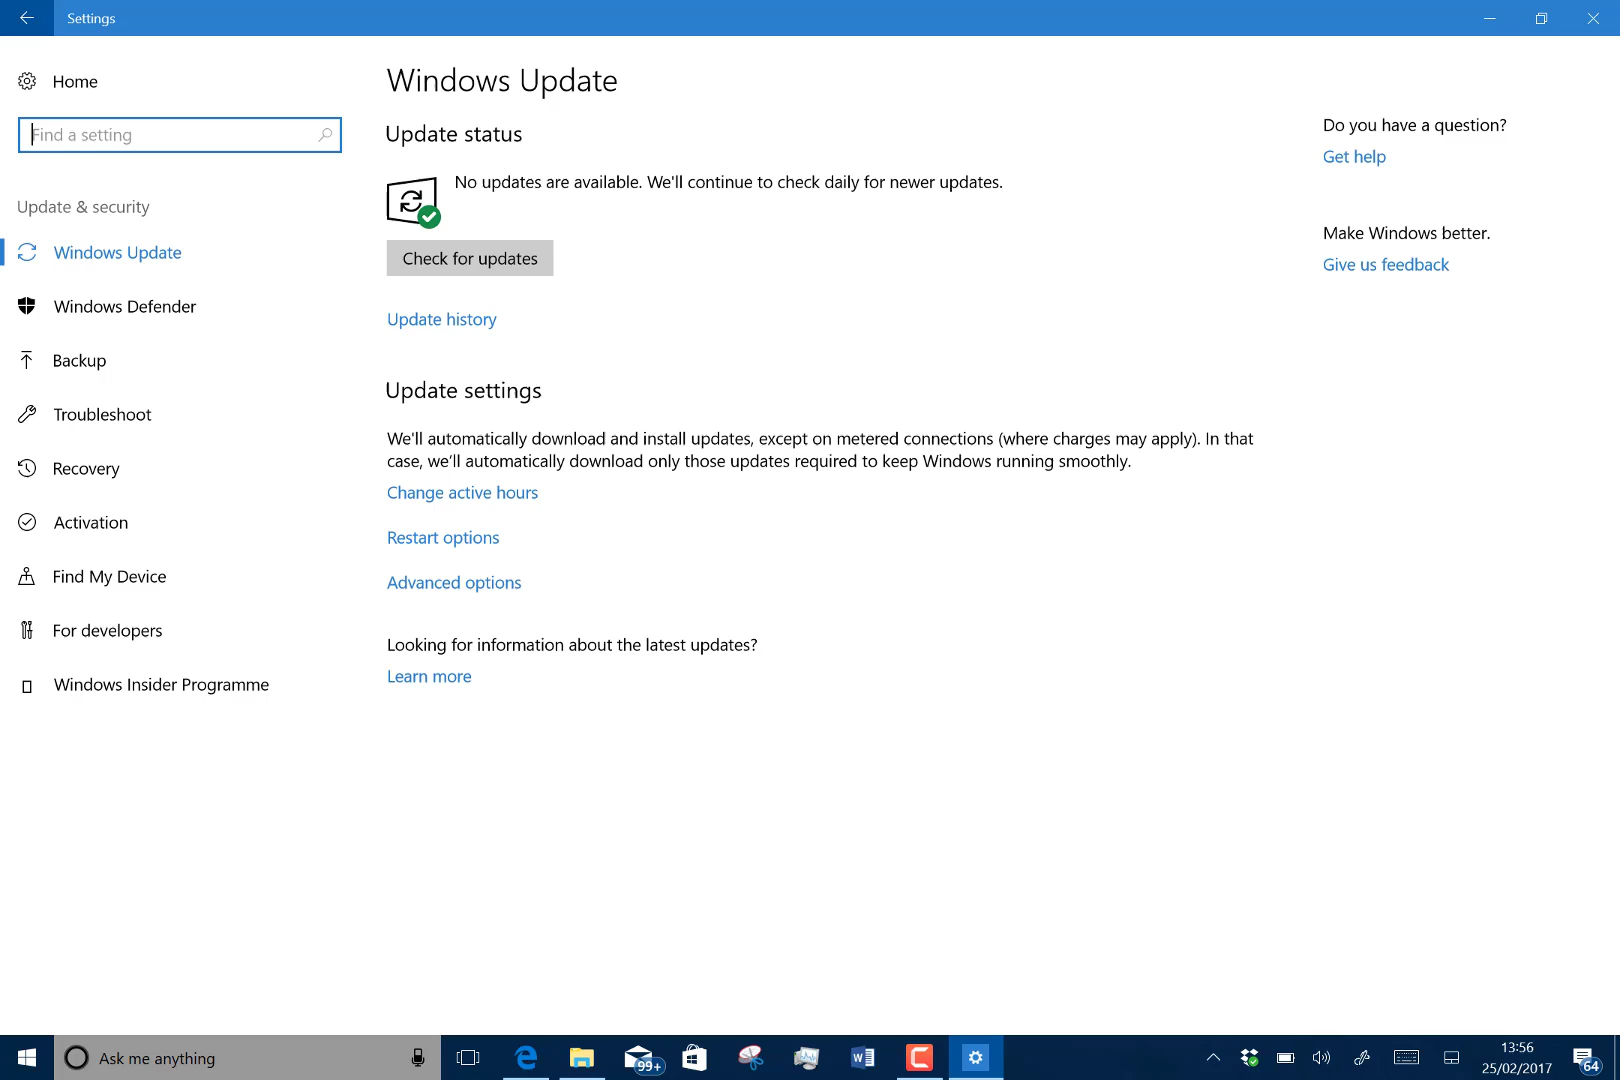 Settings
Home
Find a setting
Update & security
Windows Update
Windows Defender
Backup
Troubleshoot
Recovery
Activation
Find My Device
For developers
Windows Insider Programme
Windows Update
Update status
No updates are available. We'll continue to check daily for newer updates.
Check for updates
Update history
Update settings
We'll automatically download and install updates, except on metered connections (where charges may apply). In that
case, we'll automatically download only those updates required to keep Windows running smoothly.
Change active hours
Restart options
Advanced options
Looking for information about the latest updates?
Learn more
Do you have a question?
Get help
Make Windows better.
Give us feedback
Ask me anything
99+
13:56
25/02/2017
64